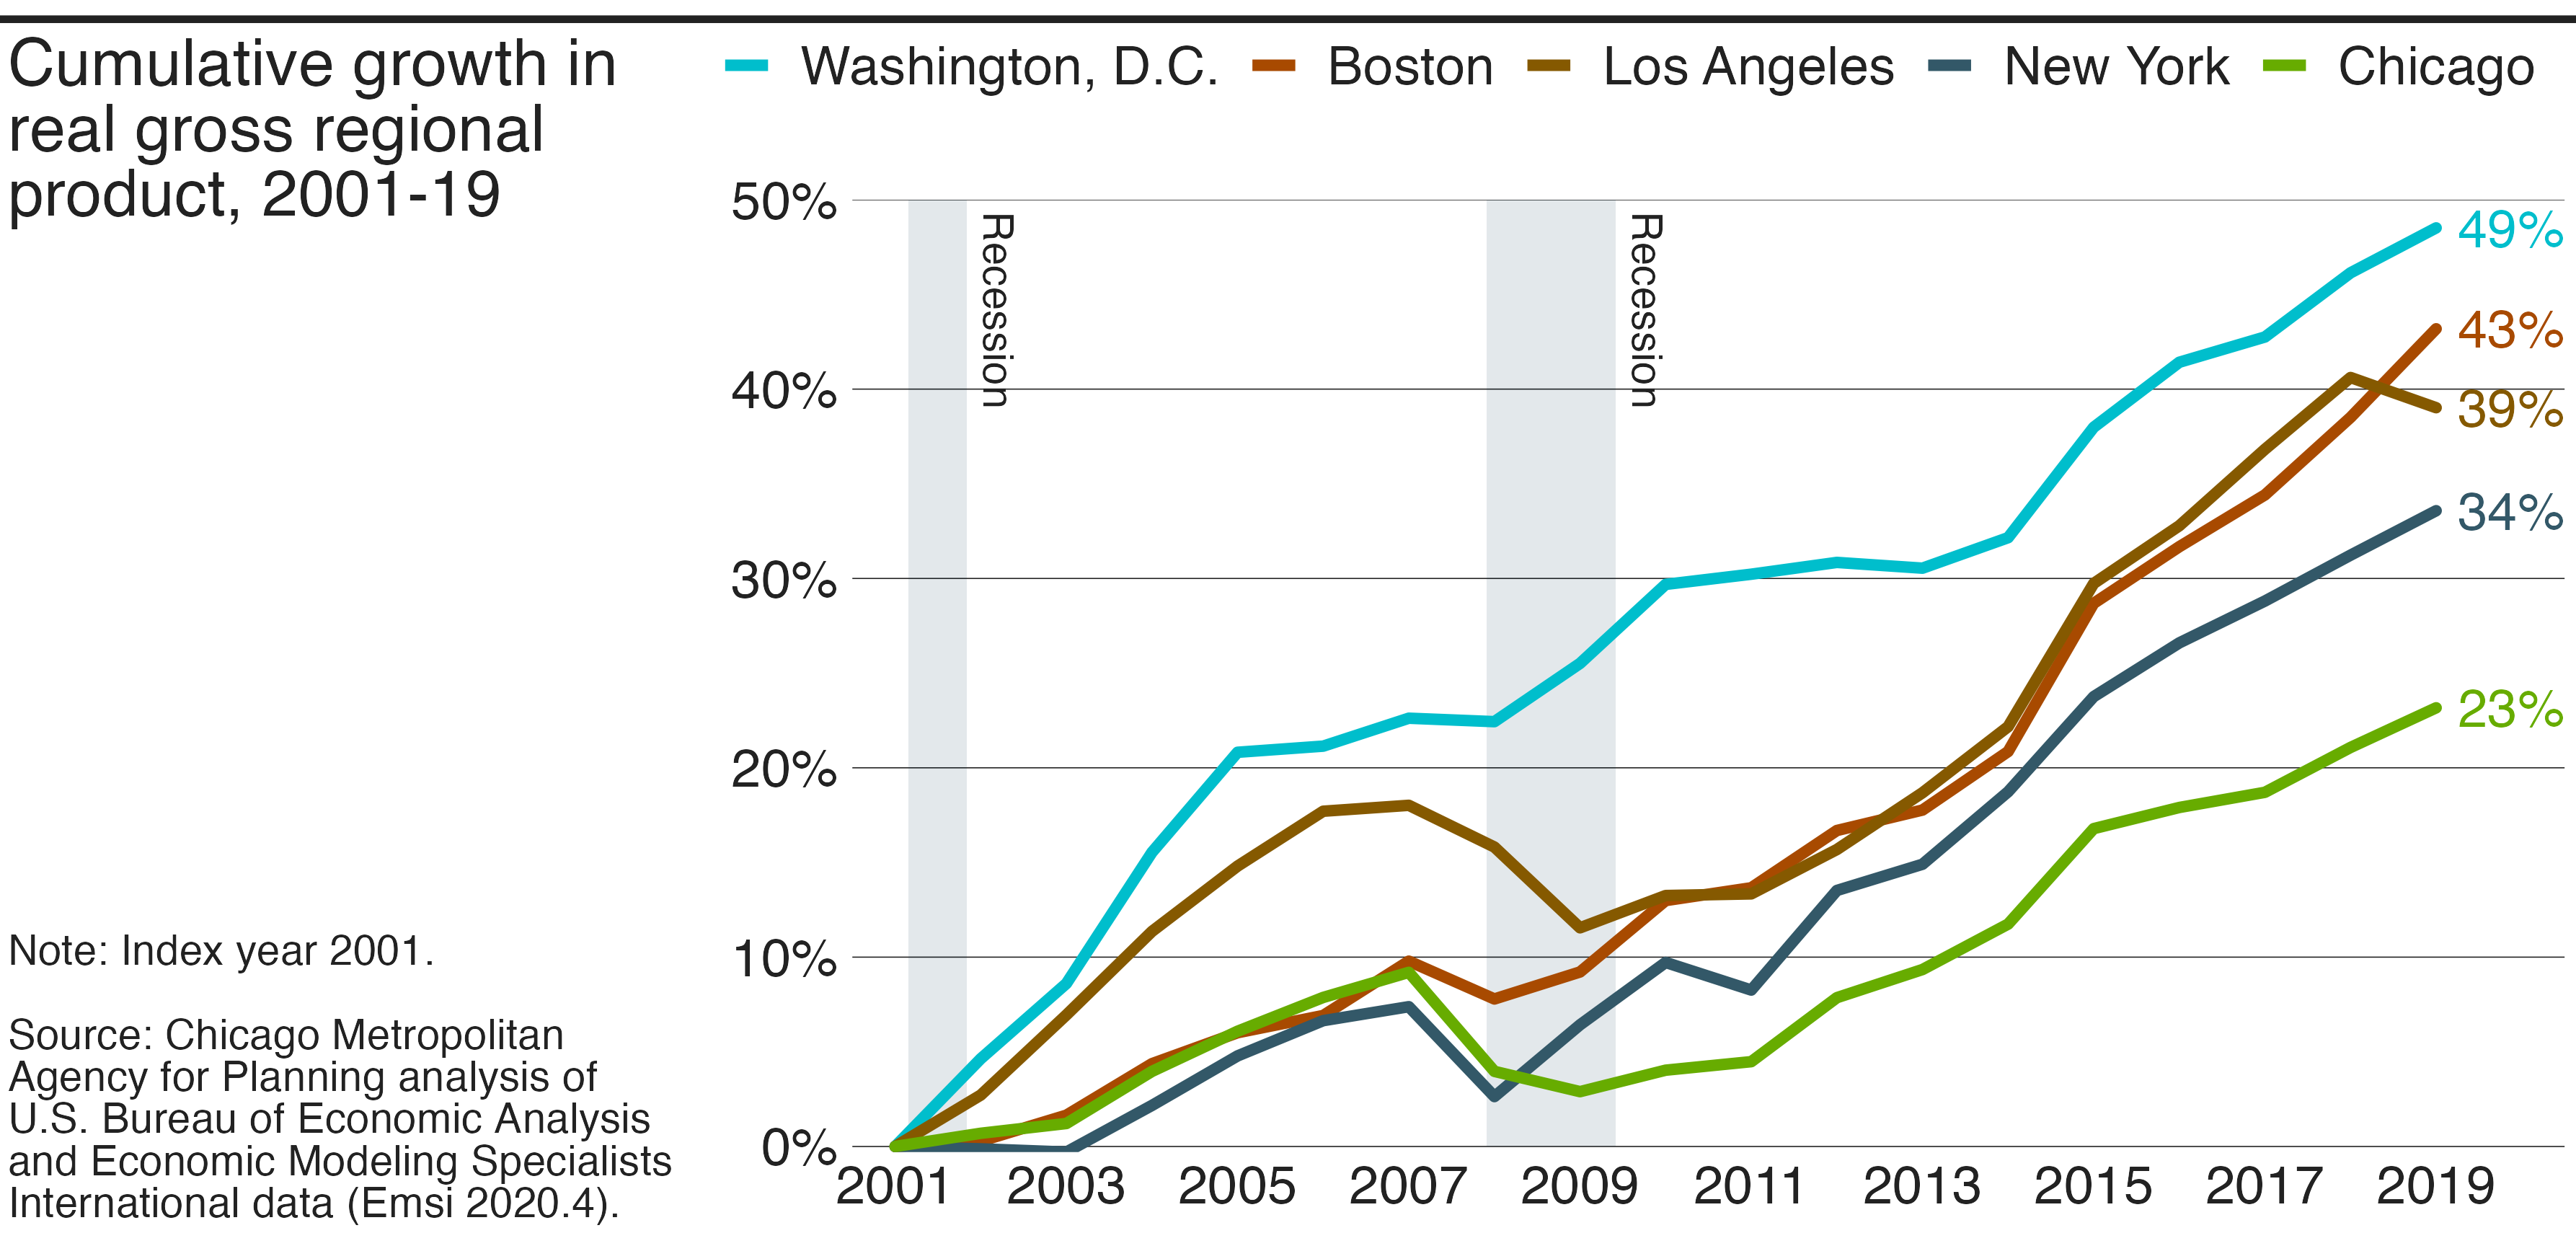 Cumulative growth in
real gross regional
product, 2001-19
Washington, D.C.
Boston
Los Angeles
New York
Chicago
50%
40%
30%
20%
10%
0%
Recession
Recession
49%
43%
39%
34%
23%
2001
2003
2005
2007
2009
2011
2013
2015
2017
2019
Note: Index year 2001.
Source: Chicago Metropolitan
Agency for Planning analysis of
U.S. Bureau of Economic Analysis
and Economic Modeling Specialists
International data (Emsi 2020.4).